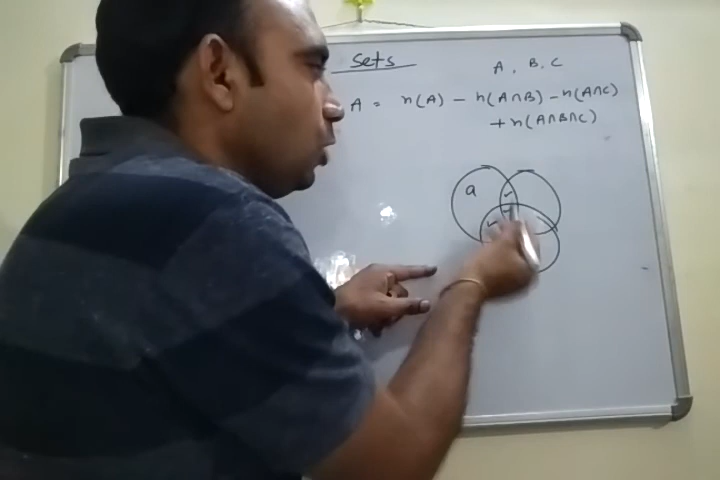 Sets
A, B, C
A = n(A) - n(A∩B) - n(A∩C)
+ n(A∩B∩C)
a